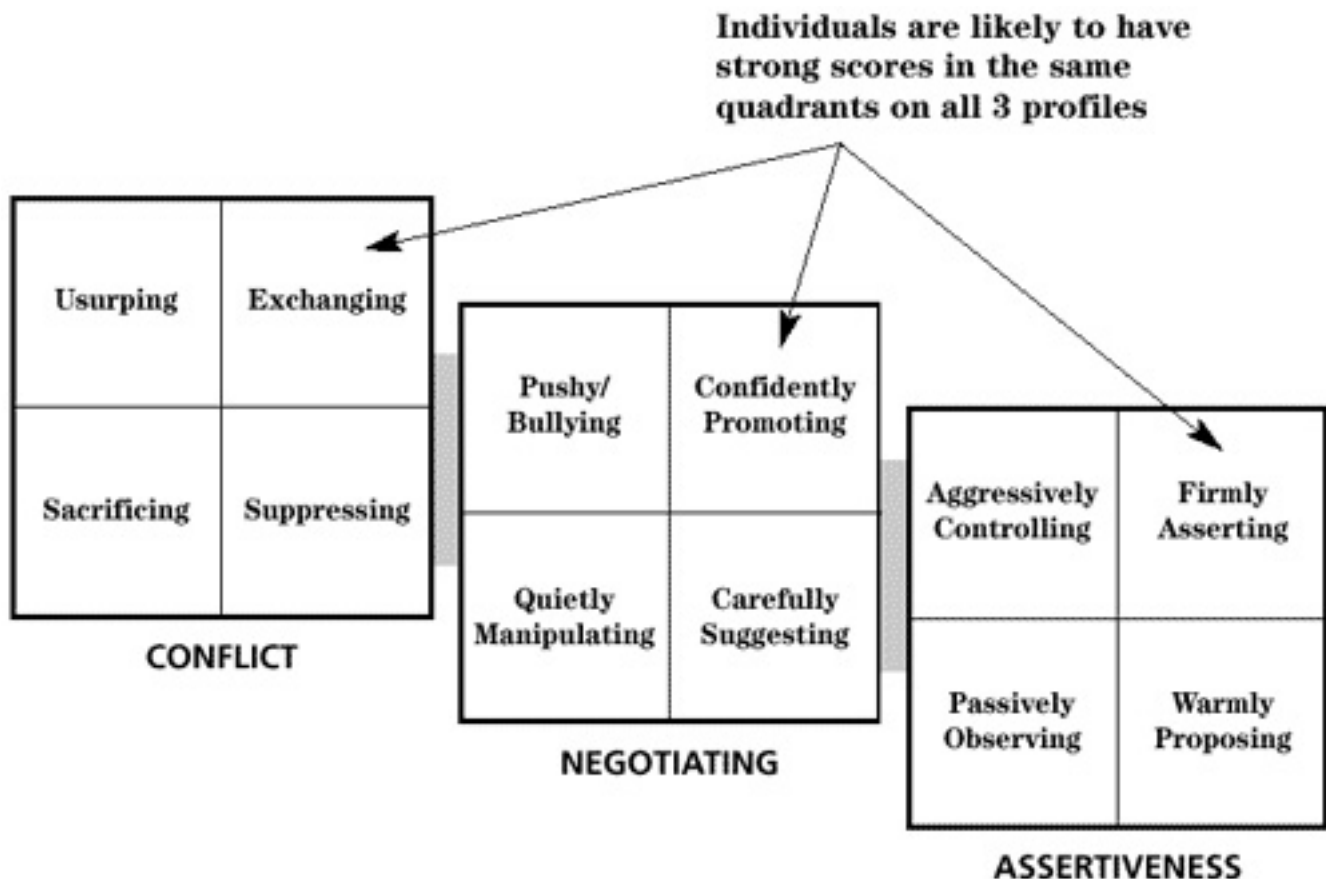 Individuals are likely to have
strong scores in the same
quadrants on all 3 profiles
Usurping
Exchanging
Sacrificing
Suppressing
CONFLICT
Pushy/
Bullying
Confidently
Promoting
Quietly
Manipulating
Carefully
Suggesting
NEGOTIATING
Aggressively
Controlling
Firmly
Asserting
Passively
Observing
Warmly
Proposing
ASSERTIVENESS